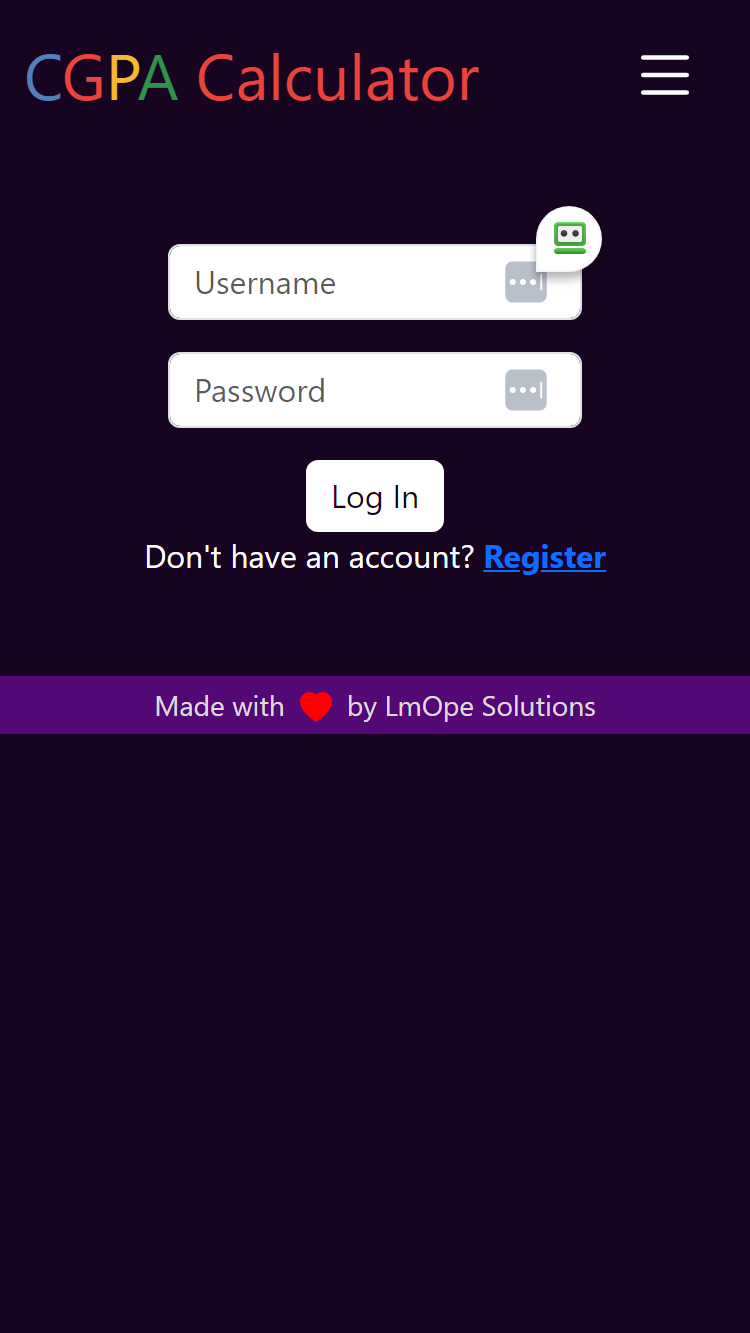 CGPA Calculator
Username
Password
Log In
Don't have an account? Register
Made with ❤ by LmOpe Solutions